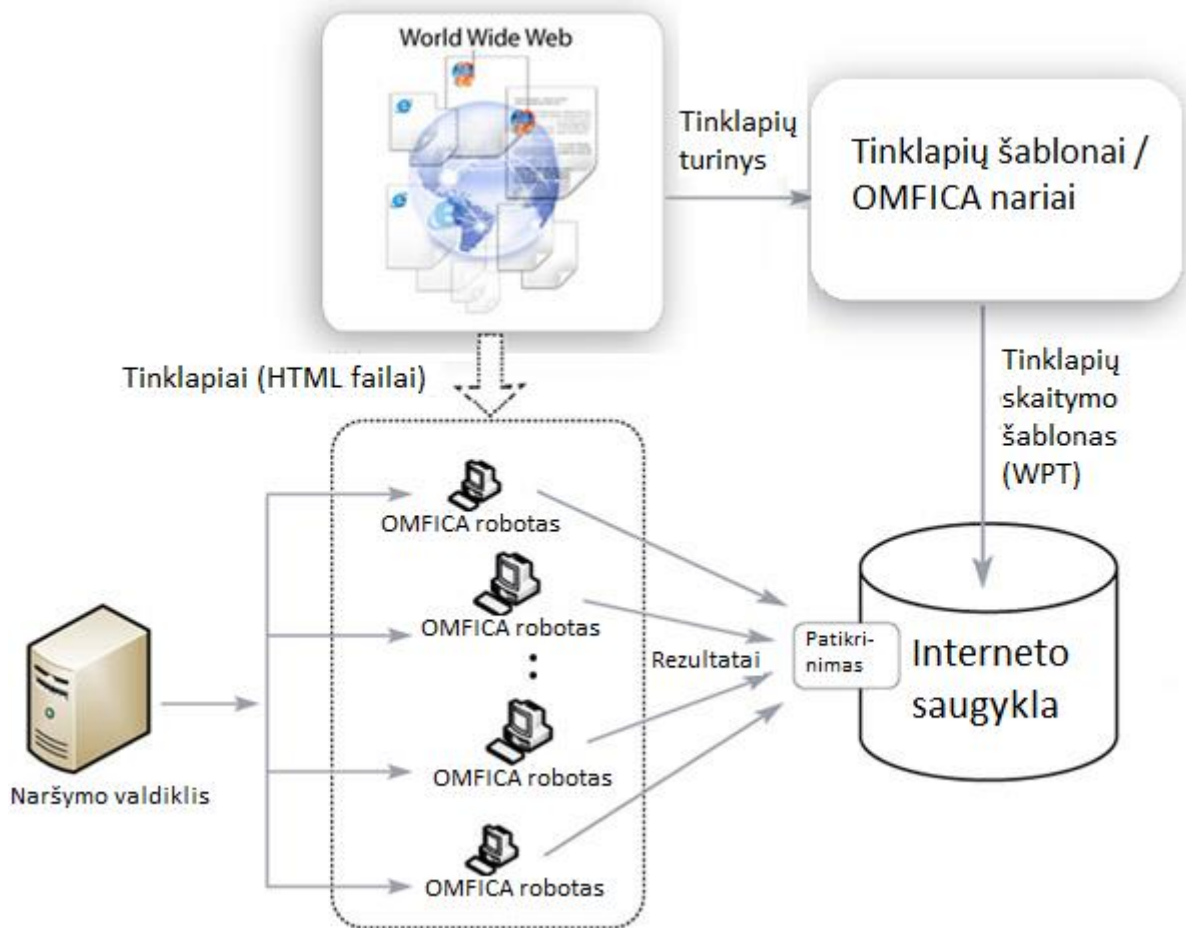 World Wide Web
Tinklapių
turinys
Tinklapių šablonai /
OMFICA nariai
Tinklapiai (HTML failai)
Tinklapių
skaitymo
šablonas
(WPT)
OMFICA robotas
OMFICA robotas
Rezultatai
Patikri-
nimas
Interneto
saugykla
OMFICA robotas
Naršymo valdiklis
OMFICA robotas